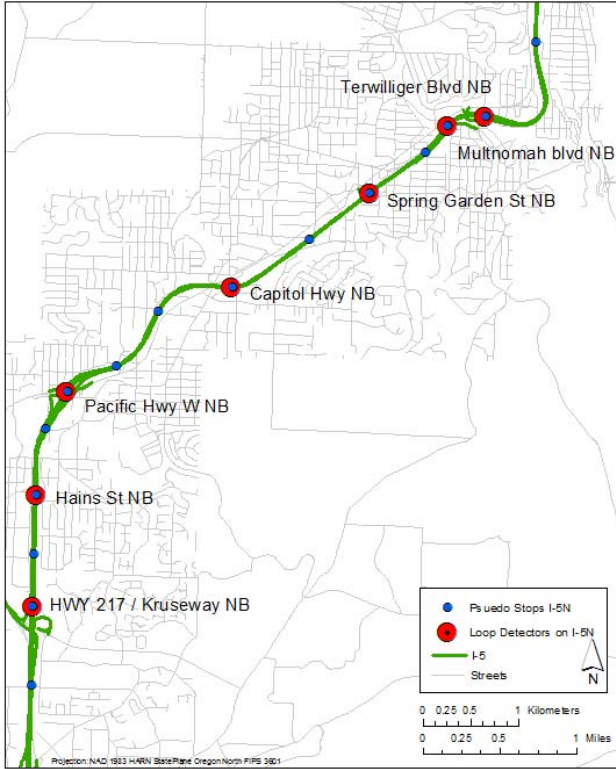 Terwilliger Blvd NB
Multnomah blvd NB
Spring Garden St NB
Capitol Hwy NB
Pacific Hwy W NB
Hains St NB
HWY 217 / Kruseway NB
Psuedo Stops I-5N
Loop Detectors on I-5N
I-5
Streets
N
0 0.25 0.5 1 Kilometers
0 0.25 0.5 1 Miles
Projection: NAD 1983 HARN StatePlane Oregon North FIPS 3601